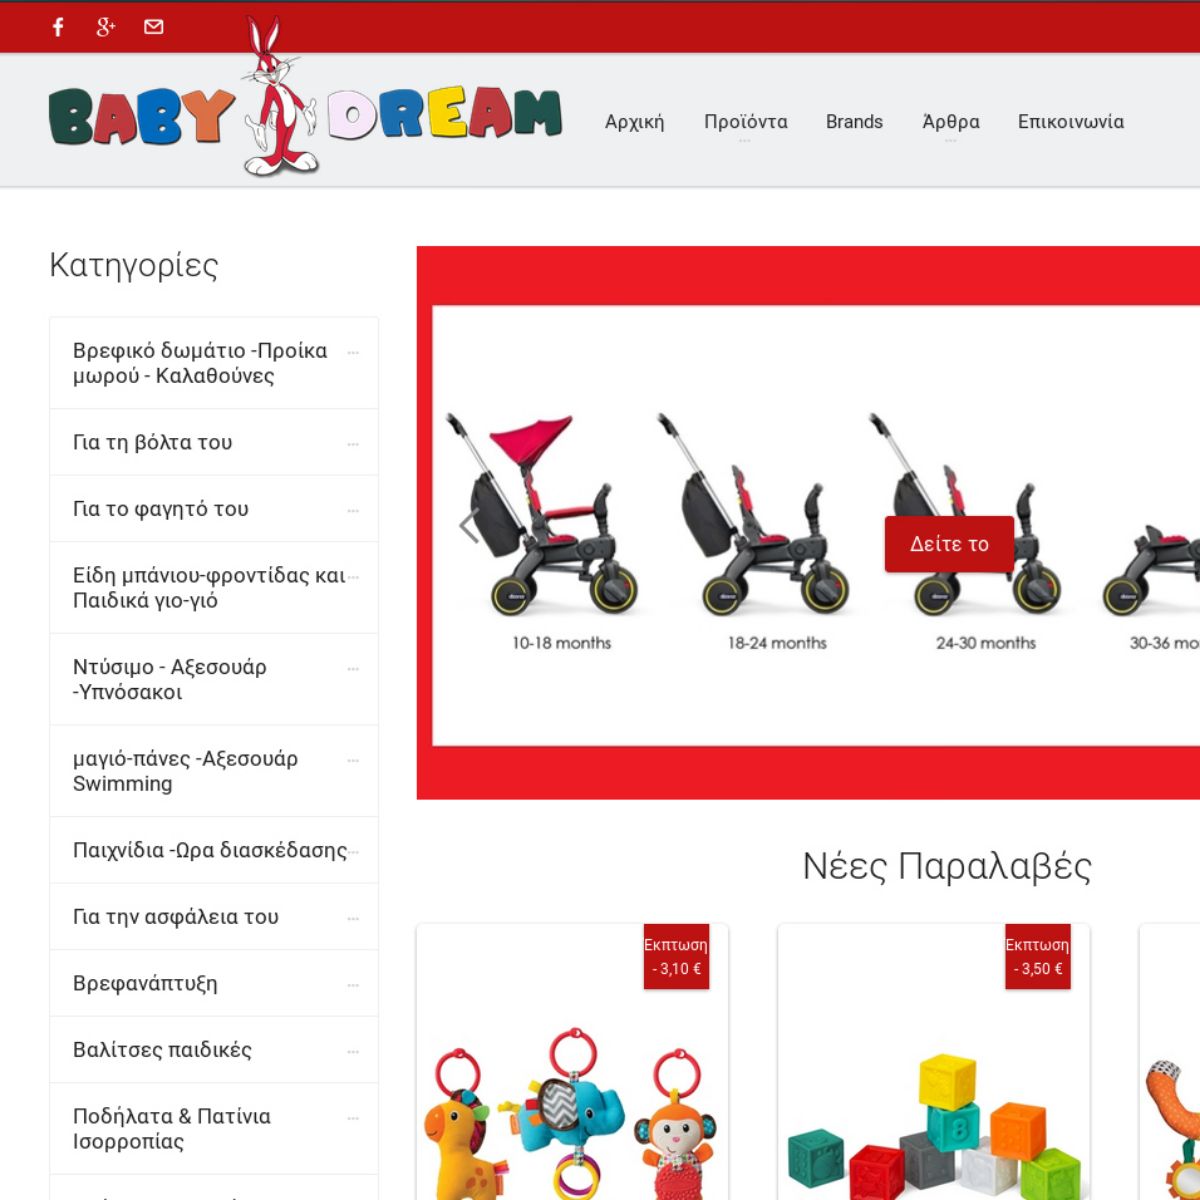 BABY DREAM
Αρχική Προϊόντα Brands Άρθρα Επικοινωνία
Κατηγορίες
Βρεφικό δωμάτιο -Προίκα
μωρού - Καλαθούνες
Για τη βόλτα του
Για το φαγητό του
Είδη μπάνιου-φροντίδας και
Παιδικά γιο-γιό
Ντύσιμο - Αξεσουάρ
-Υπνόσακοι
μαγιό-πάνες -Αξεσουάρ
Swimming
Παιχνίδια -Ωρα διασκέδασης
Για την ασφάλεια του
Βρεφανάπτυξη
Βαλίτσες παιδικές
Ποδήλατα & Πατίνια
Ισορροπίας
Δείτε το
10-18 months 18-24 months 24-30 months 30-36 mo
Νέες Παραλαβές
Εκπτωση
- 3,10 €
Εκπτωση
- 3,50 €